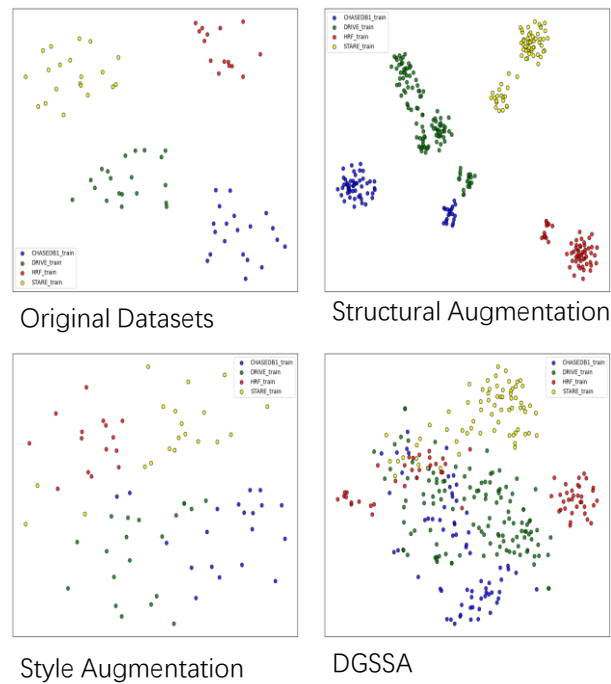 CHASEDB1_train
DRIVE_train
HRF_train
STARE_train
Original Datasets
CHASEDB1_train
DRIVE_train
HRF_train
STARE_train
Structural Augmentation
CHASEDB1_train
DRIVE_train
HRF_train
STARE_train
Style Augmentation
CHASEDB1_train
DRIVE_train
HRF_train
STARE_train
DGSSA